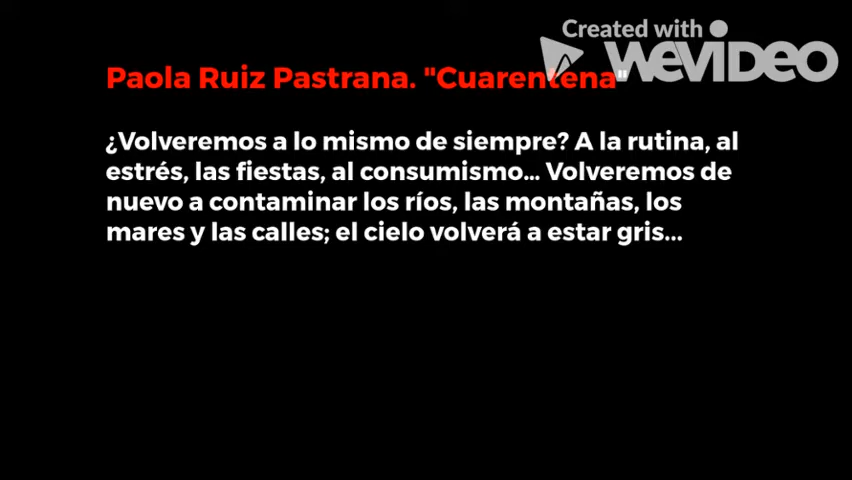 Created with
WEVIDEO
Paola Ruiz Pastrana. "Cuarentena"
¿Volveremos a lo mismo de siempre? A la rutina, al
estrés, las fiestas, al consumismo... Volveremos de
nuevo a contaminar los ríos, las montañas, los
mares y las calles; el cielo volverá a estar gris...